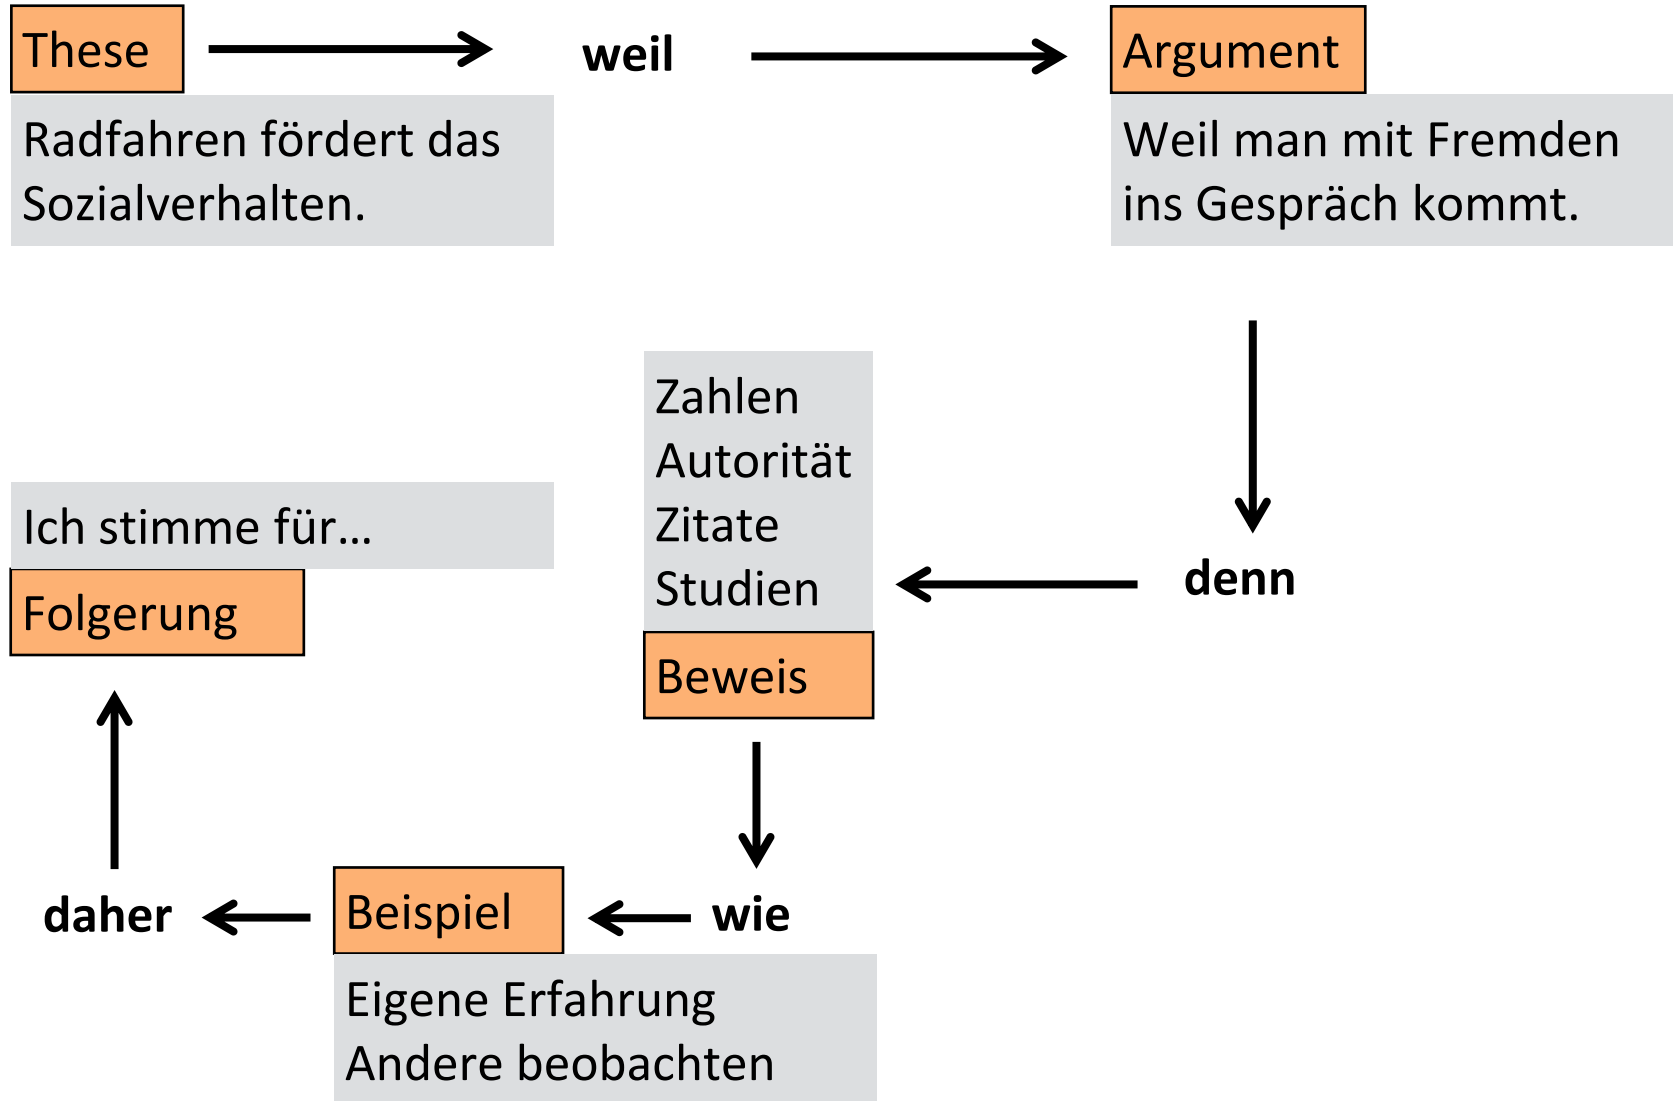 These
weil
Argument
Radfahren fördert das
Sozialverhalten.
Weil man mit Fremden
ins Gespräch kommt.
denn
Zahlen
Autorität
Zitate
Studien
Beweis
wie
Beispiel
Eigene Erfahrung
Andere beobachten
daher
Ich stimme für…
Folgerung